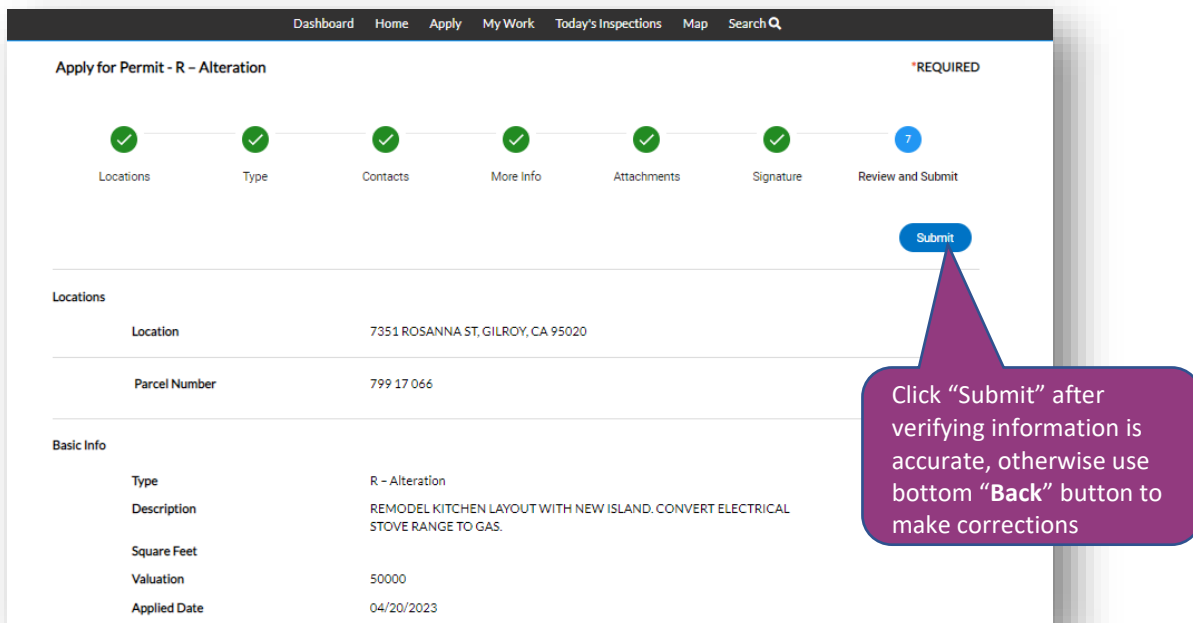 Dashboard Home Apply My Work Today's Inspections Map Search
Apply for Permit - R – Alteration *REQUIRED
7
Locations Type Contacts More Info Attachments Signature Review and Submit
Submit
Locations
Location 7351 ROSANNA ST, GILROY, CA 95020
Parcel Number 799 17 066
Basic Info
Type R – Alteration
Description REMODEL KITCHEN LAYOUT WITH NEW ISLAND. CONVERT ELECTRICAL
STOVE RANGE TO GAS.
Square Feet
Valuation 50000
Applied Date 04/20/2023
Click “Submit” after
verifying information is
accurate, otherwise use
bottom “Back” button to
make corrections